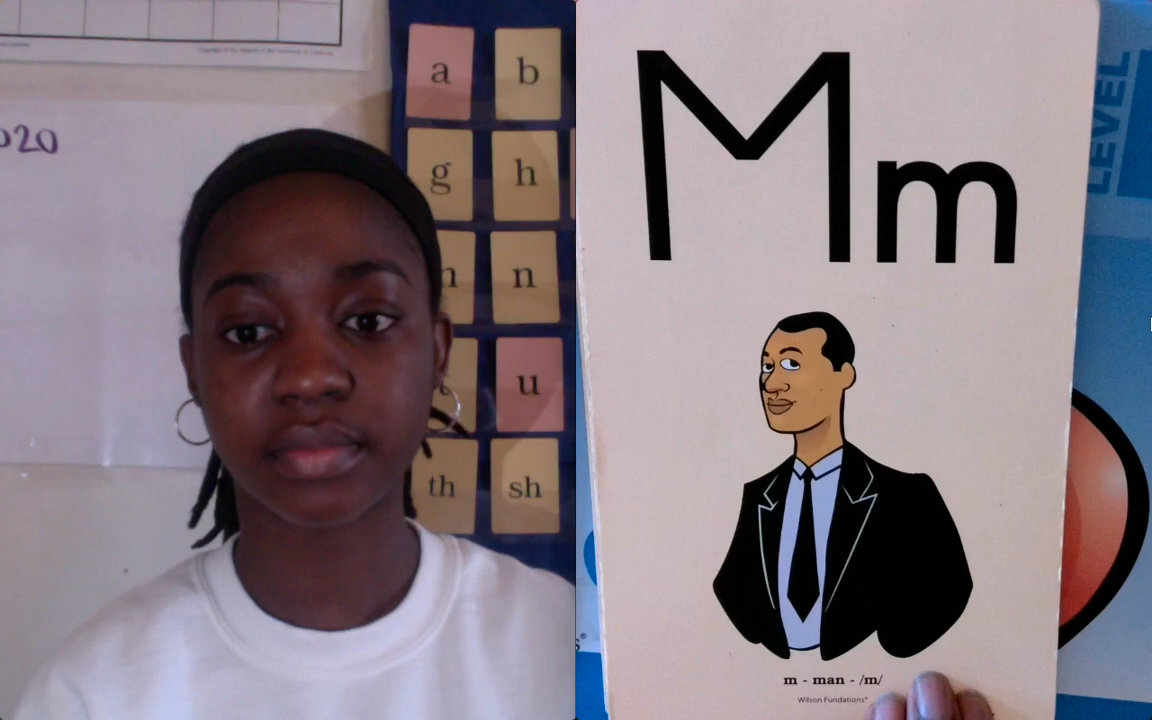 020
a b
g h
n
u
th sh
Mm
m - man - /m/
Wilson Fundations®
LEVEL